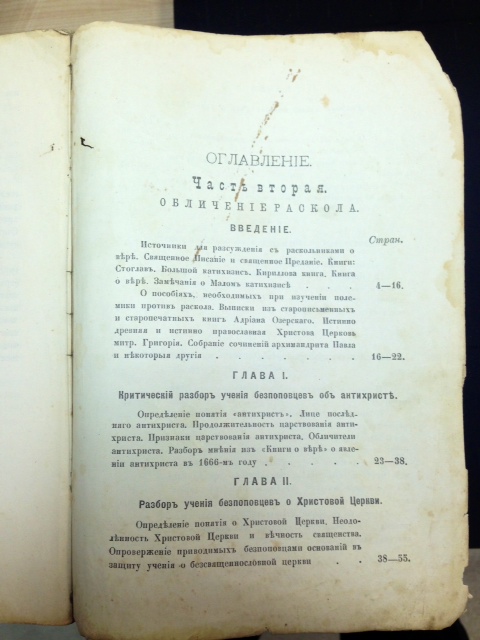 ОГЛАВЛЕНІЕ.
Часть вторая.
ОБЛИЧЕНІЕ РАСКОЛА.
ВВЕДЕНІЕ.
Стран.
Источники для разсужденія съ раскольниками о
вѣрѣ. Священное Писаніе и священное Преданіе. Книги:
Стоглавъ. Большой катихизисъ. Кириллова книга. Книга
о вѣрѣ. Замѣчанія о Маломъ катихизисѣ . . . 4—16.
О пособіяхъ, необходимыхъ при изученіи поле-
мики противъ раскола. Выписки изъ старописьменныхъ
и старопечатныхъ книгъ Адріана Озерскаго. Истинно
древняя и истинно православная Христова Церковь
митр. Григорія. Собраніе сочиненій архимандрита Павла
и нѣкоторыя другія . . . . . . . 16—22.
ГЛАВА I.
Критическій разборъ ученія безпоповцевъ объ антихристѣ.
Опредѣленіе понятія «антихристъ». Лице послѣд-
няго антихриста. Продолжительность царствованія анти-
христа. Признаки царствованія антихриста. Обличители
антихриста. Разборъ мнѣнія изъ «Книги о вѣрѣ» о явле-
ніи антихриста въ 1666-мъ году . . . . . 23—38.
ГЛАВА II.
Разборъ ученія безпоповцевъ о Христовой Церкви.
Опредѣленіе понятія о Христовой Церкви. Неодо-
лѣнность Христовой Церкви и вѣчность священства.
Опроверженіе приводимыхъ безпоповцами основаній въ
защиту ученія о безсвященнословной церкви . . 38—55.